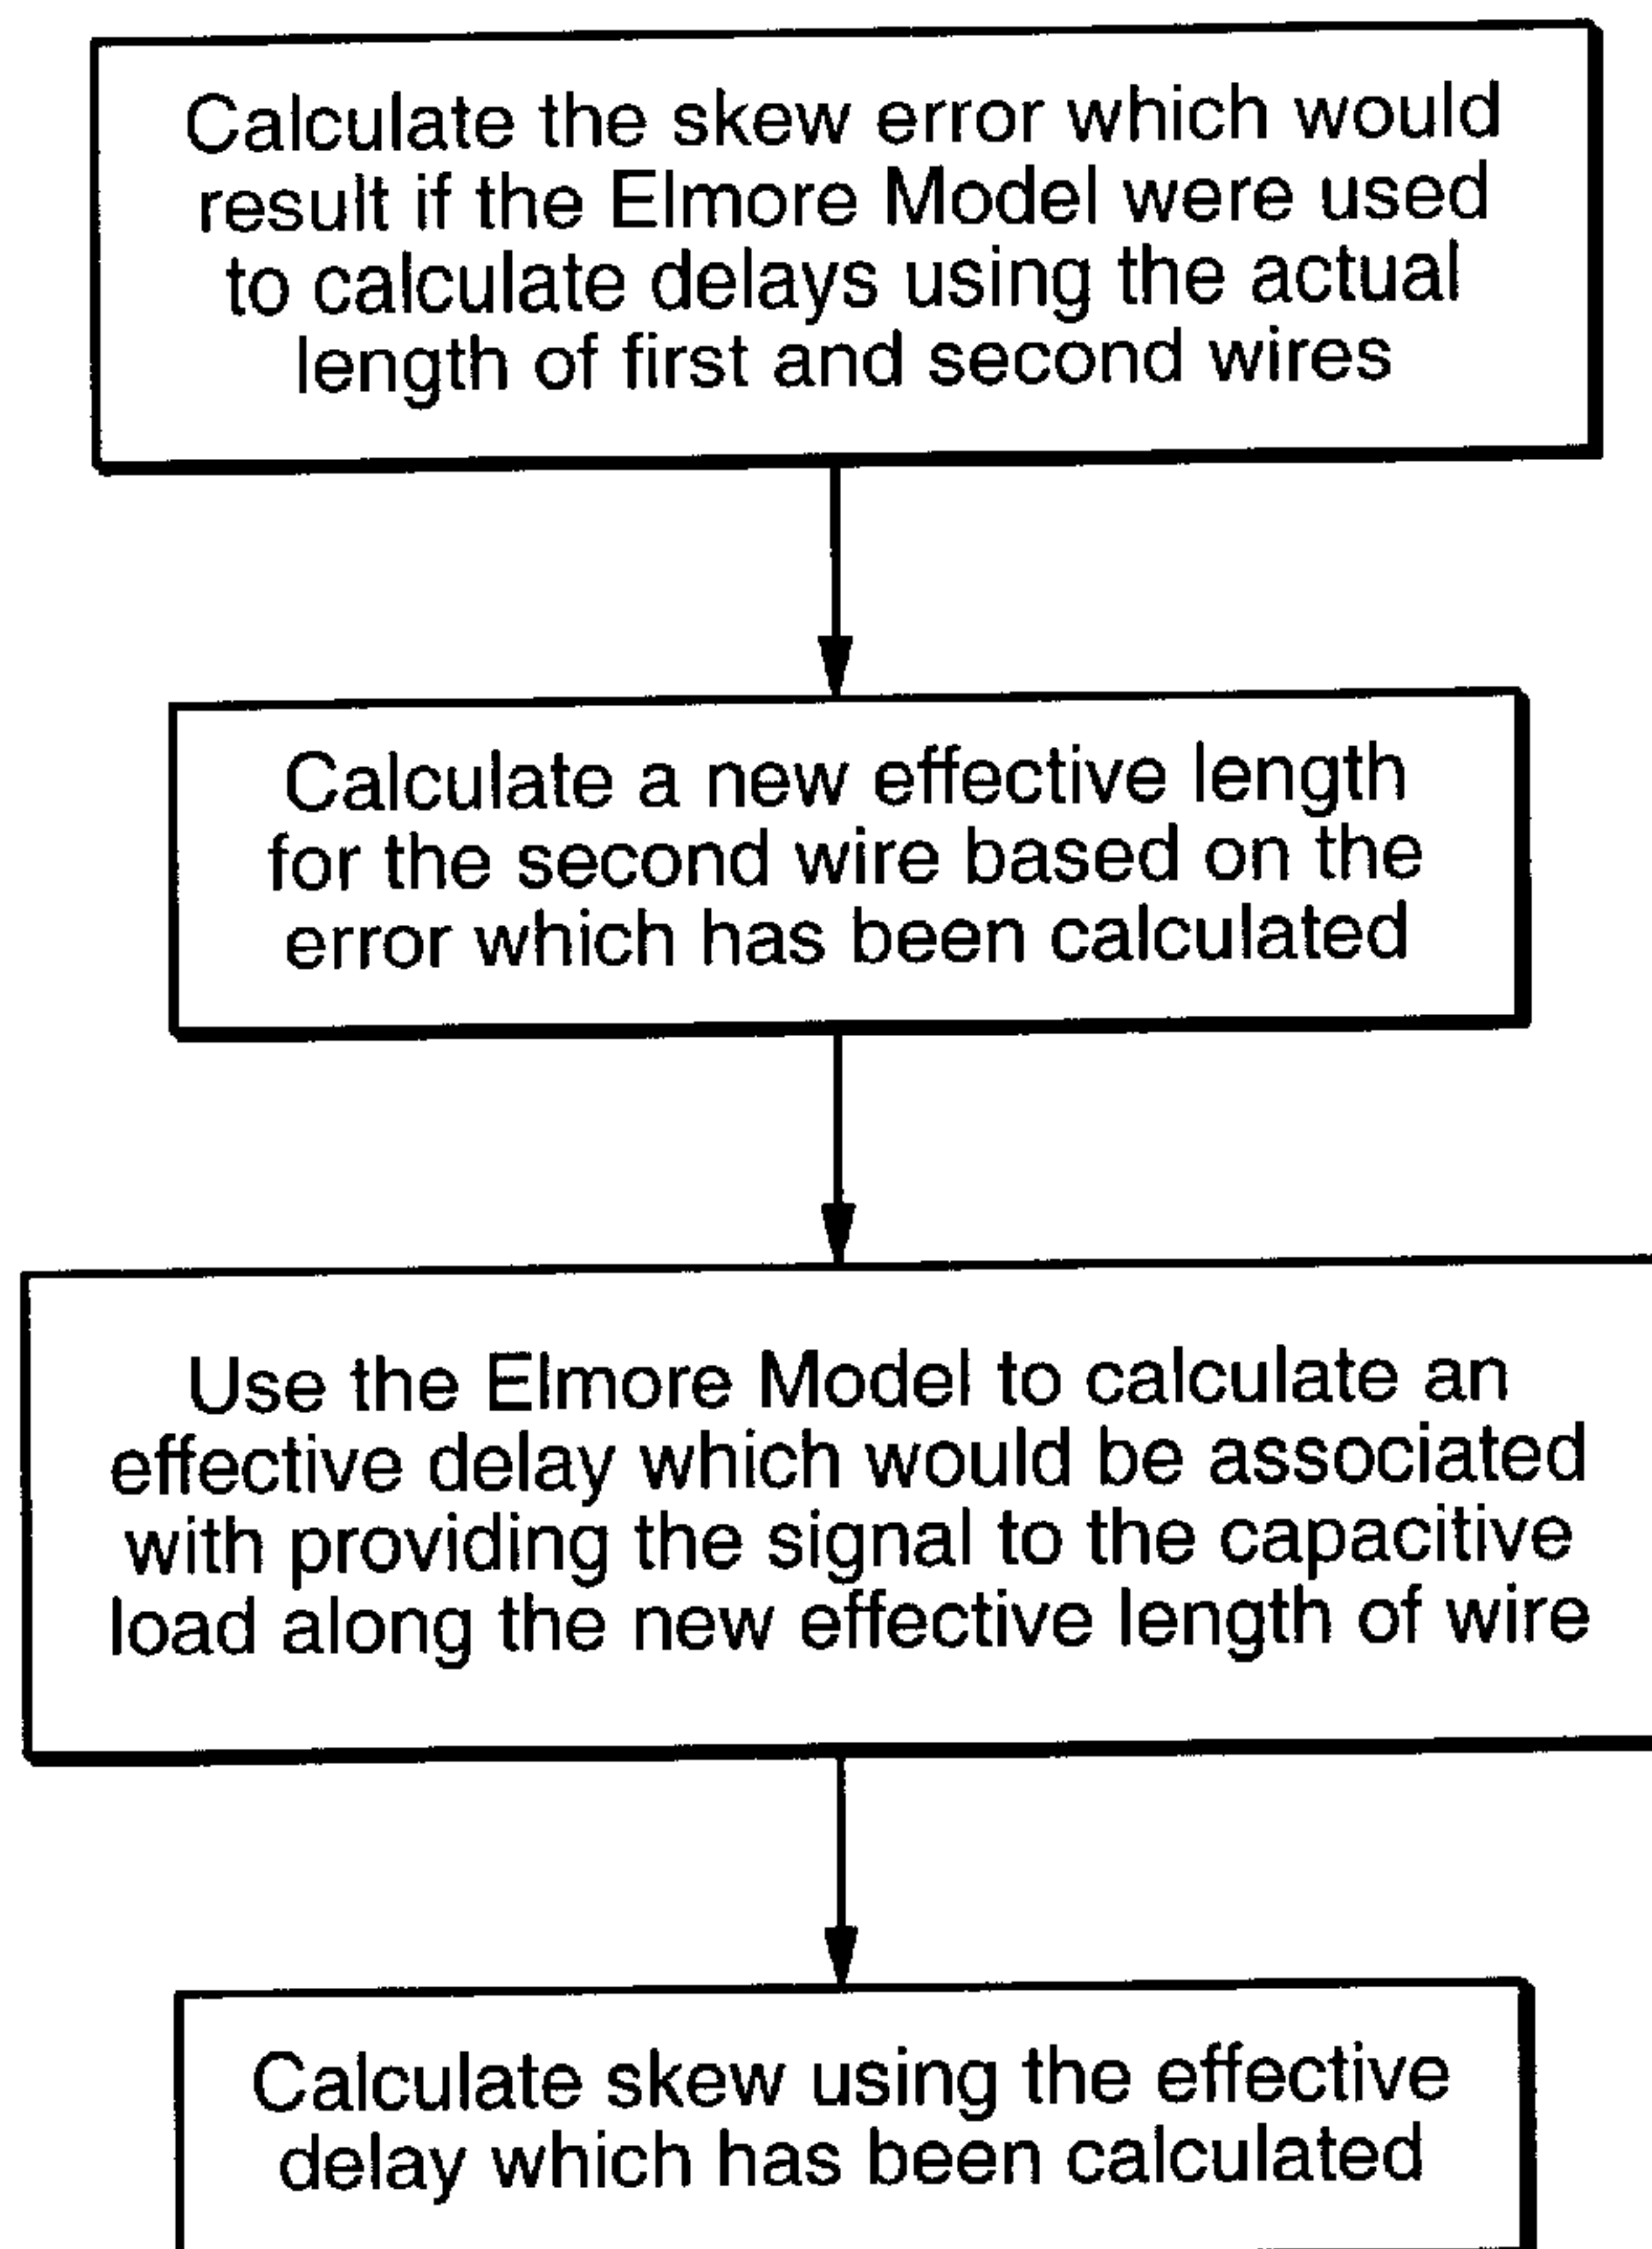 Calculate the skew error which would
result if the Elmore Model were used
to calculate delays using the actual
length of first and second wires
Calculate a new effective length
for the second wire based on the
error which has been calculated
Use the Elmore Model to calculate an
effective delay which would be associated
with providing the signal to the capacitive
load along the new effective length of wire
Calculate skew using the effective
delay which has been calculated